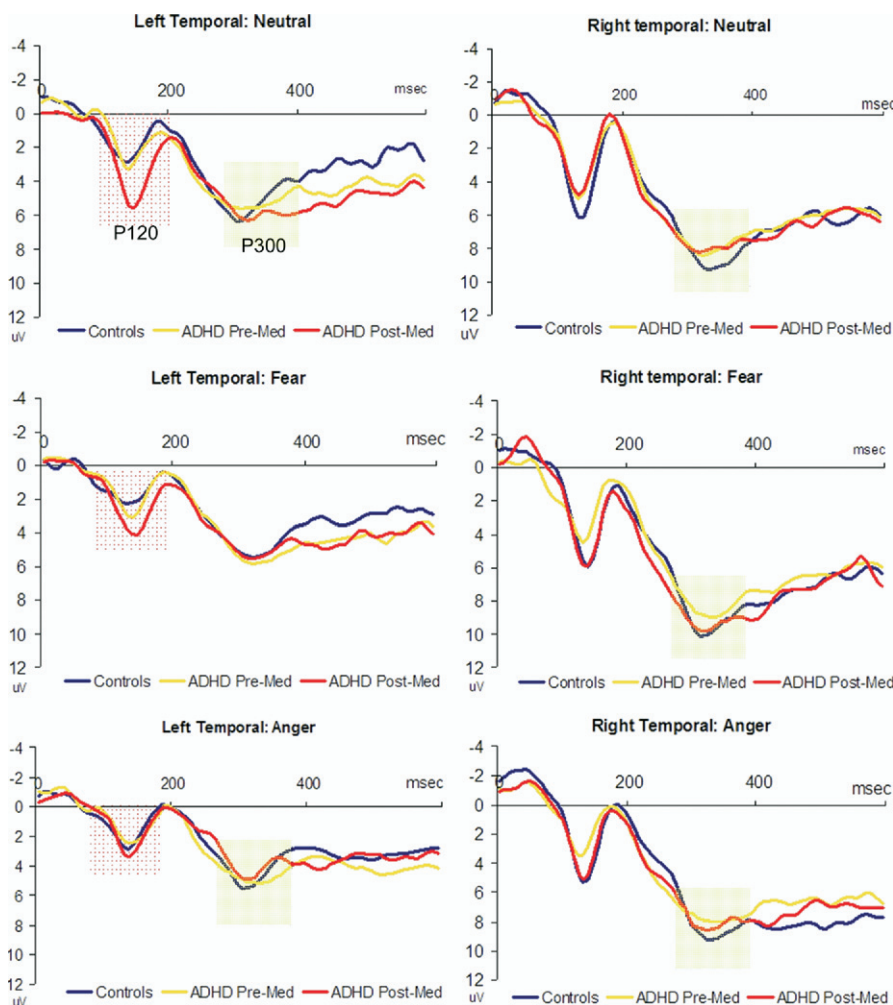 Left Temporal: Neutral
-4
-2
0
2
4
6
8
10
12
uV
0 200 400 msec
P120
P300
Controls ADHD Pre-Med ADHD Post-Med
Right temporal: Neutral
-4
-2
0
2
4
6
8
10
12
uV
0 200 400 msec
Controls ADHD Pre-Med ADHD Post-Med
Left Temporal: Fear
-4
-2
0
2
4
6
8
10
12
uV
0 200 400 msec
Controls ADHD Pre-Med ADHD Post-Med
Right temporal: Fear
-4
-2
0
2
4
6
8
10
12
uV
0 200 400 msec
Controls ADHD Pre-Med ADHD Post-Med
Left Temporal: Anger
-4
-2
0
2
4
6
8
10
12
uV
0 200 400 msec
Controls ADHD Pre-Med ADHD Post-Med
Right Temporal: Anger
-4
-2
0
2
4
6
8
10
12
uV
0 200 400 msec
Controls ADHD Pre-Med ADHD Post-Med